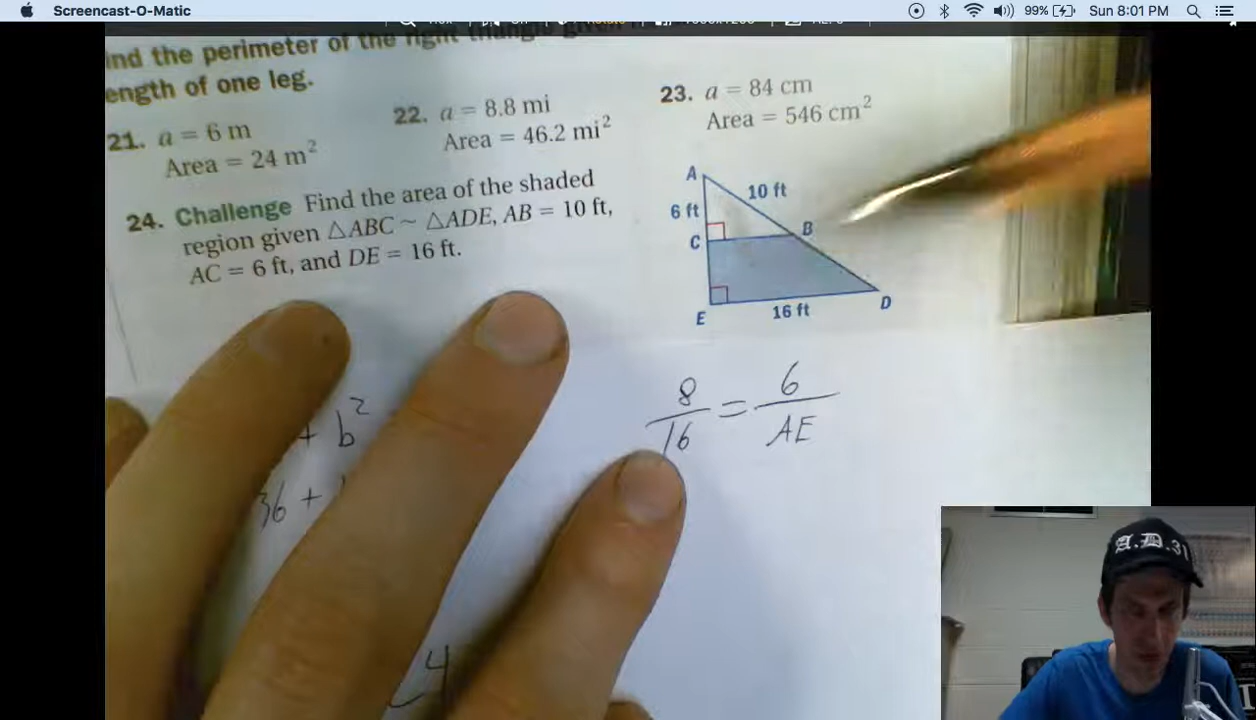 Screencast-O-Matic
99%
Sun 8:01 PM
ind the perimeter of the right triangle
ength of one leg.
21. a = 6 m
Area = 24 m²
22. a = 8.8 mi
Area = 46.2 mi²
23. a = 84 cm
Area = 546 cm²
24. Challenge Find the area of the shaded
region given △ABC ~ △ADE, AB = 10 ft,
AC = 6 ft, and DE = 16 ft.
A
10 ft
6 ft
B
C
E
16 ft
D
8/16 = 6/AE
+ b²
36 +
4
A.D.31